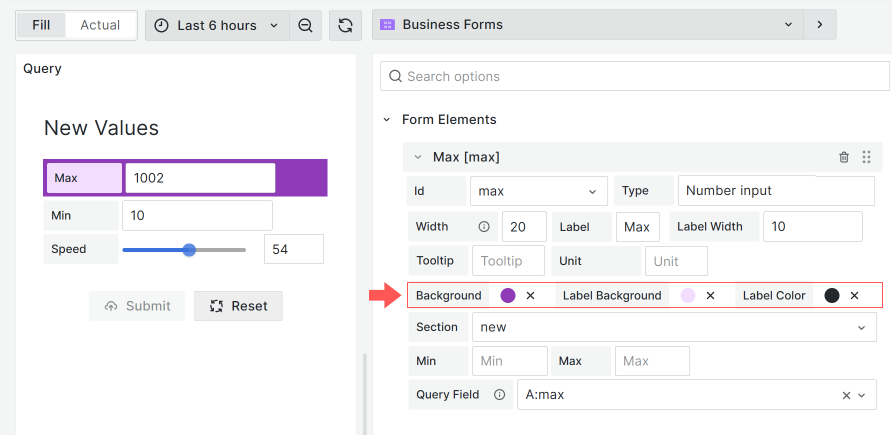 Fill Actual Last 6 hours Business Forms
Query
New Values
Max 1002
Min 10
Speed 54
Submit Reset
Search options
Form Elements
Max [max]
Id max Type Number input
Width 20 Label Max Label Width 10
Tooltip Tooltip Unit Unit
Background Label Background Label Color
Section new
Min Min Max Max
Query Field A:max